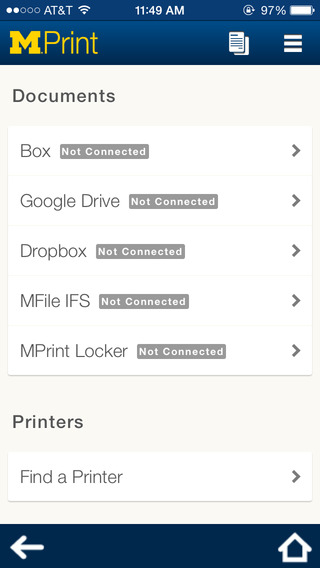 AT&T 11:49 AM 97%
MPrint
Documents
Box Not Connected
Google Drive Not Connected
Dropbox Not Connected
MFile IFS Not Connected
MPrint Locker Not Connected
Printers
Find a Printer